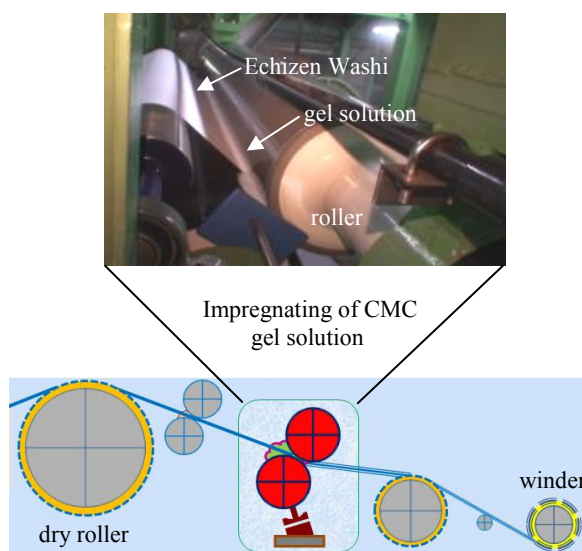 Echizen Washi
gel solution
roller
Impregnating of CMC
gel solution
winder
dry roller